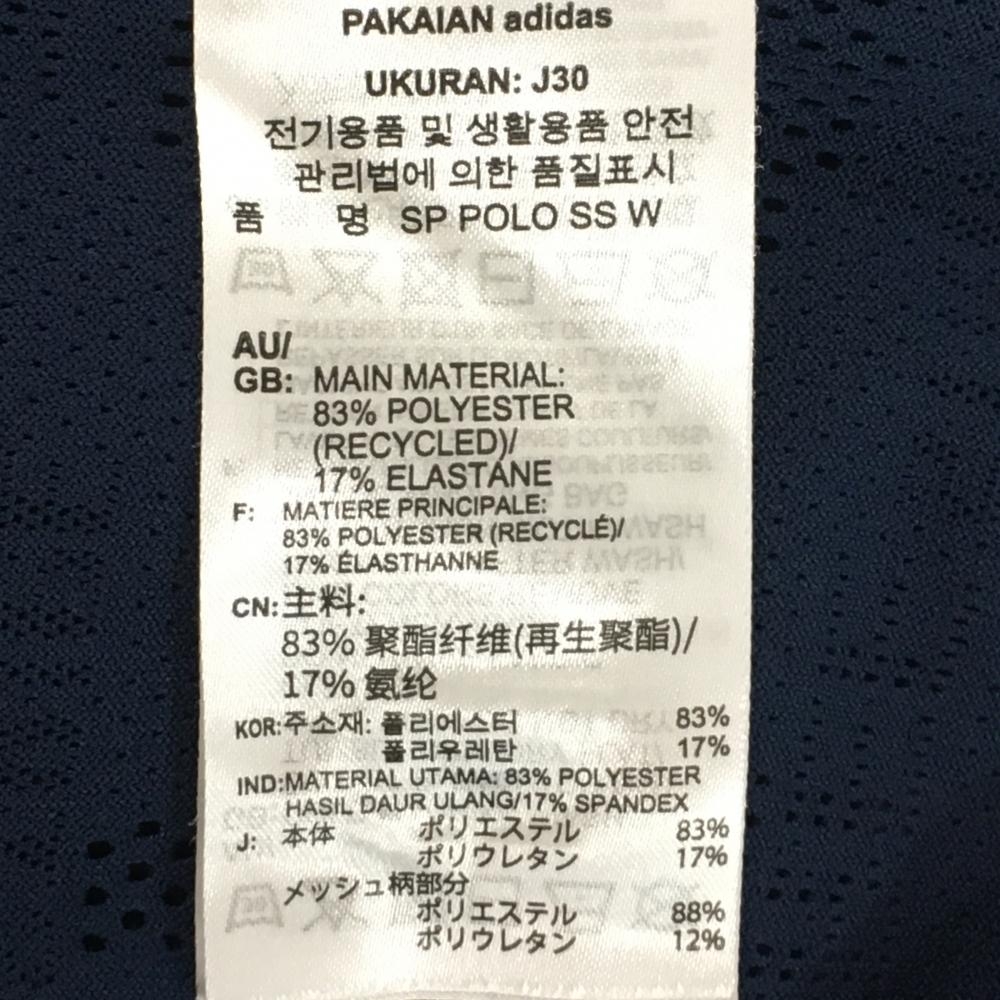 PAKAIAN adidas
UKURAN: J30
전기용품 및 생활용품 안전
관리법에 의한 품질표시
품 명 SP POLO SS W
AU/
GB: MAIN MATERIAL:
83% POLYESTER
(RECYCLED)/
17% ELASTANE
F: MATIERE PRINCIPALE:
83% POLYESTER (RECYCLÉ)/
17% ÉLASTHANNE
CN: 主料:
83% 聚酯纤维(再生聚酯)/
17% 氨纶
KOR: 주소재: 폴리에스터 83%
폴리우레탄 17%
IND: MATERIAL UTAMA: 83% POLYESTER
HASIL DAUR ULANG/17% SPANDEX
J: 本体 ポリエステル 83%
ポリウレタン 17%
メッシュ柄部分
ポリエステル 88%
ポリウレタン 12%